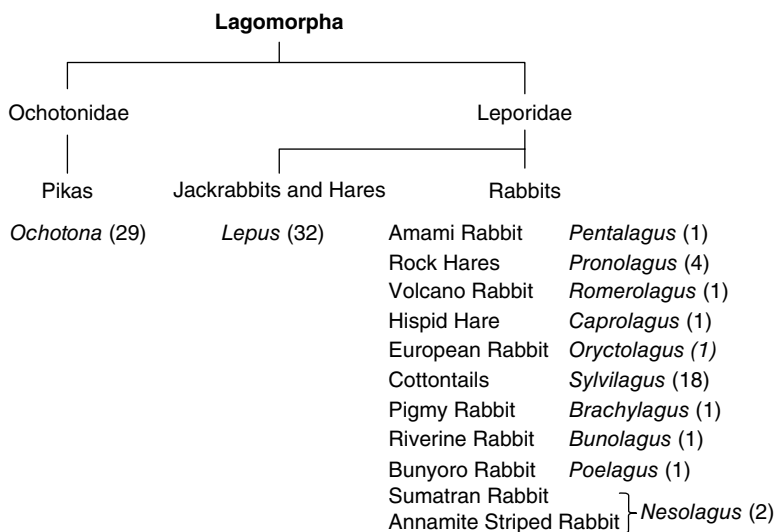 Lagomorpha
Ochotonidae Leporidae
Pikas Jackrabbits and Hares Rabbits
Ochotona (29) Lepus (32) Amami Rabbit Pentalagus (1)
Rock Hares Pronolagus (4)
Volcano Rabbit Romerolagus (1)
Hispid Hare Caprolagus (1)
European Rabbit Oryctolagus (1)
Cottontails Sylvilagus (18)
Pigmy Rabbit Brachylagus (1)
Riverine Rabbit Bunolagus (1)
Bunyoro Rabbit Poelagus (1)
Sumatran Rabbit
Annamite Striped Rabbit Nesolagus (2)